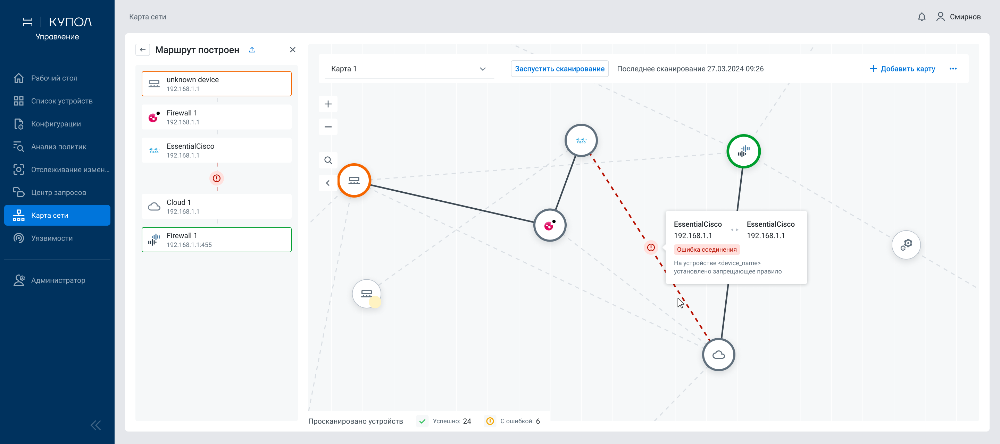 КУПОЛ
Управление
Рабочий стол
Список устройств
Конфигурации
Анализ политик
Отслеживание измен...
Центр запросов
Карта сети
Уязвимости
Администратор
Карта сети
Смирнов
Маршрут построен
unknown device
192.168.1.1
Firewall 1
192.168.1.1
CISCO
EssentialCisco
192.168.1.1
Cloud 1
192.168.1.1
Firewall 1
192.168.1.1:455
Карта 1
Запустить сканирование
Последнее сканирование 27.03.2024 09:26
Добавить карту
CISCO
EssentialCisco EssentialCisco
192.168.1.1 192.168.1.1
Ошибка соединения
На устройстве <device_name>
установлено запрещающее правило
Просканировано устройств Успешно: 24 С ошибкой: 6